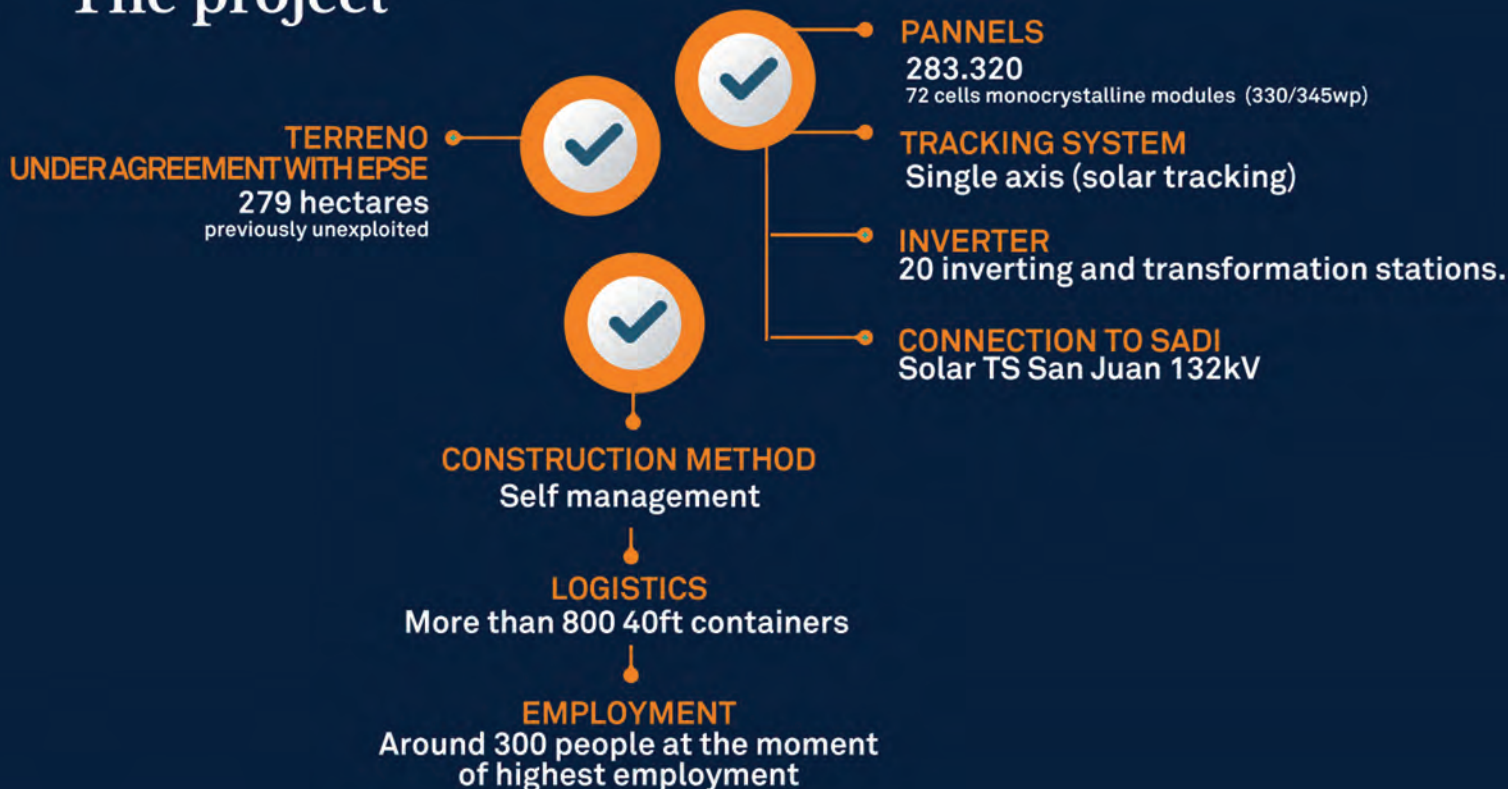 The project
TERRENO
UNDER AGREEMENT WITH EPSE
279 hectares
previously unexploited
PANNELS
283.320
72 cells monocrystalline modules (330/345wp)
TRACKING SYSTEM
Single axis (solar tracking)
INVERTER
20 inverting and transformation stations.
CONNECTION TO SADI
Solar TS San Juan 132kV
CONSTRUCTION METHOD
Self management
LOGISTICS
More than 800 40ft containers
EMPLOYMENT
Around 300 people at the moment
of highest employment